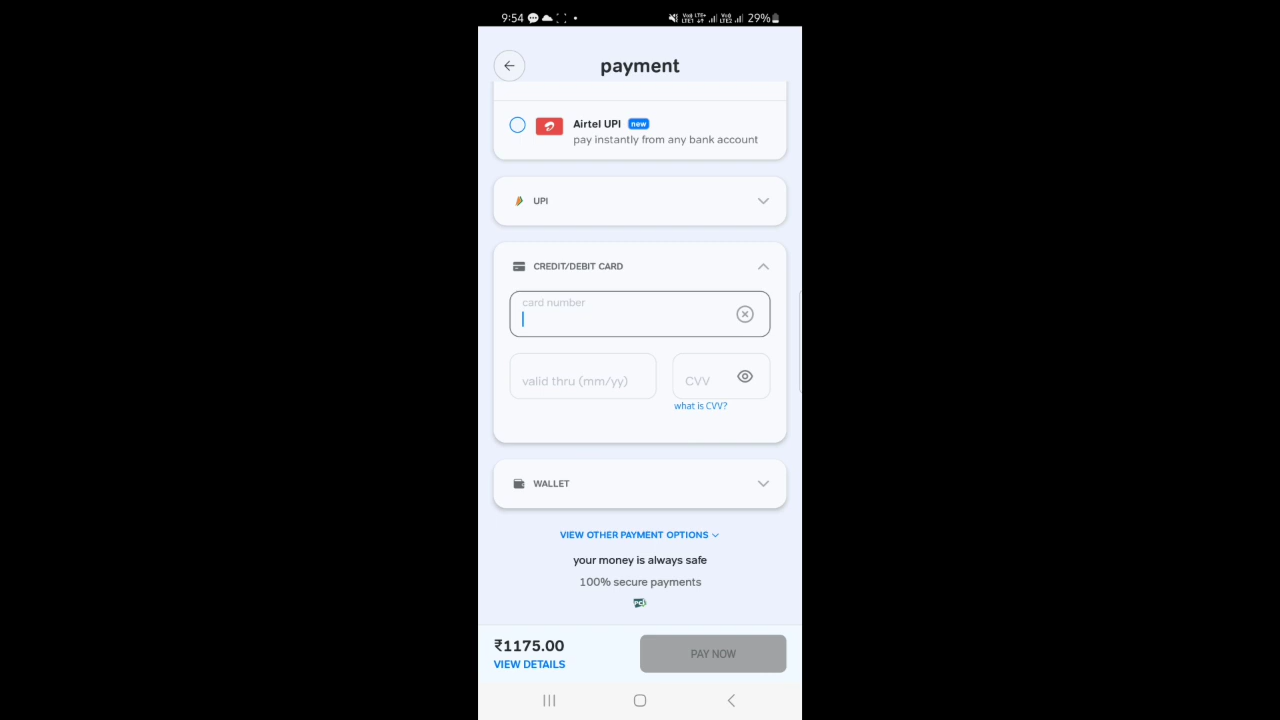 9:54
29%
payment
Airtel UPI new
pay instantly from any bank account
UPI
CREDIT/DEBIT CARD
card number
valid thru (mm/yy)
CVV
what is CVV?
WALLET
VIEW OTHER PAYMENT OPTIONS
your money is always safe
100% secure payments
PCI
₹1175.00
VIEW DETAILS
PAY NOW